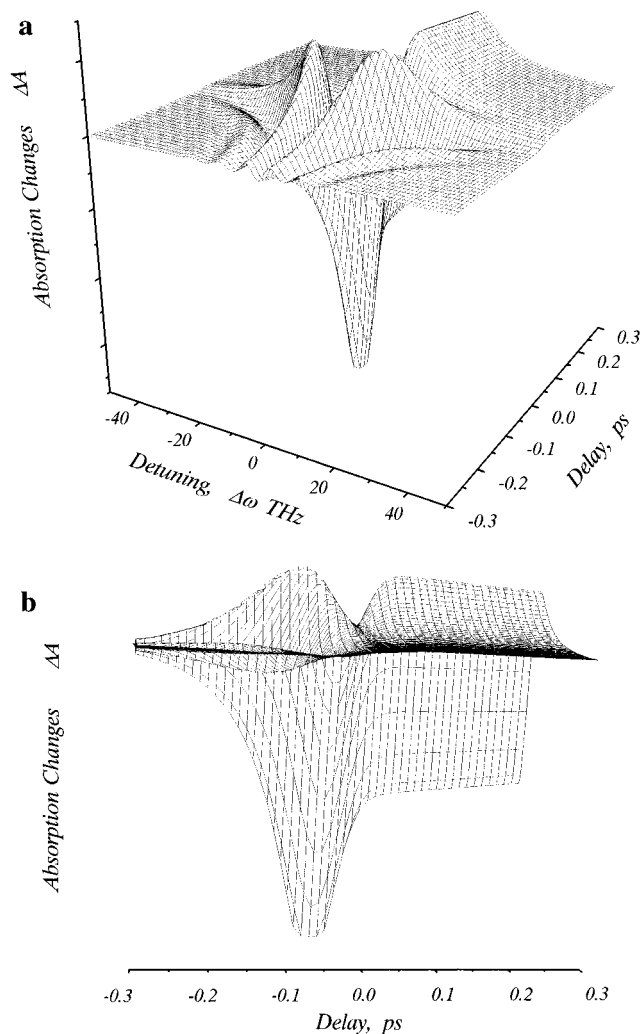 a
Absorption Changes ΔA
-40
-20
0
20
40
Detuning, Δω THz
-0.3
-0.2
-0.1
0.0
0.1
0.2
0.3
Delay, ps
b
Absorption Changes ΔA
-0.3
-0.2
-0.1
0.0
0.1
0.2
0.3
Delay, ps